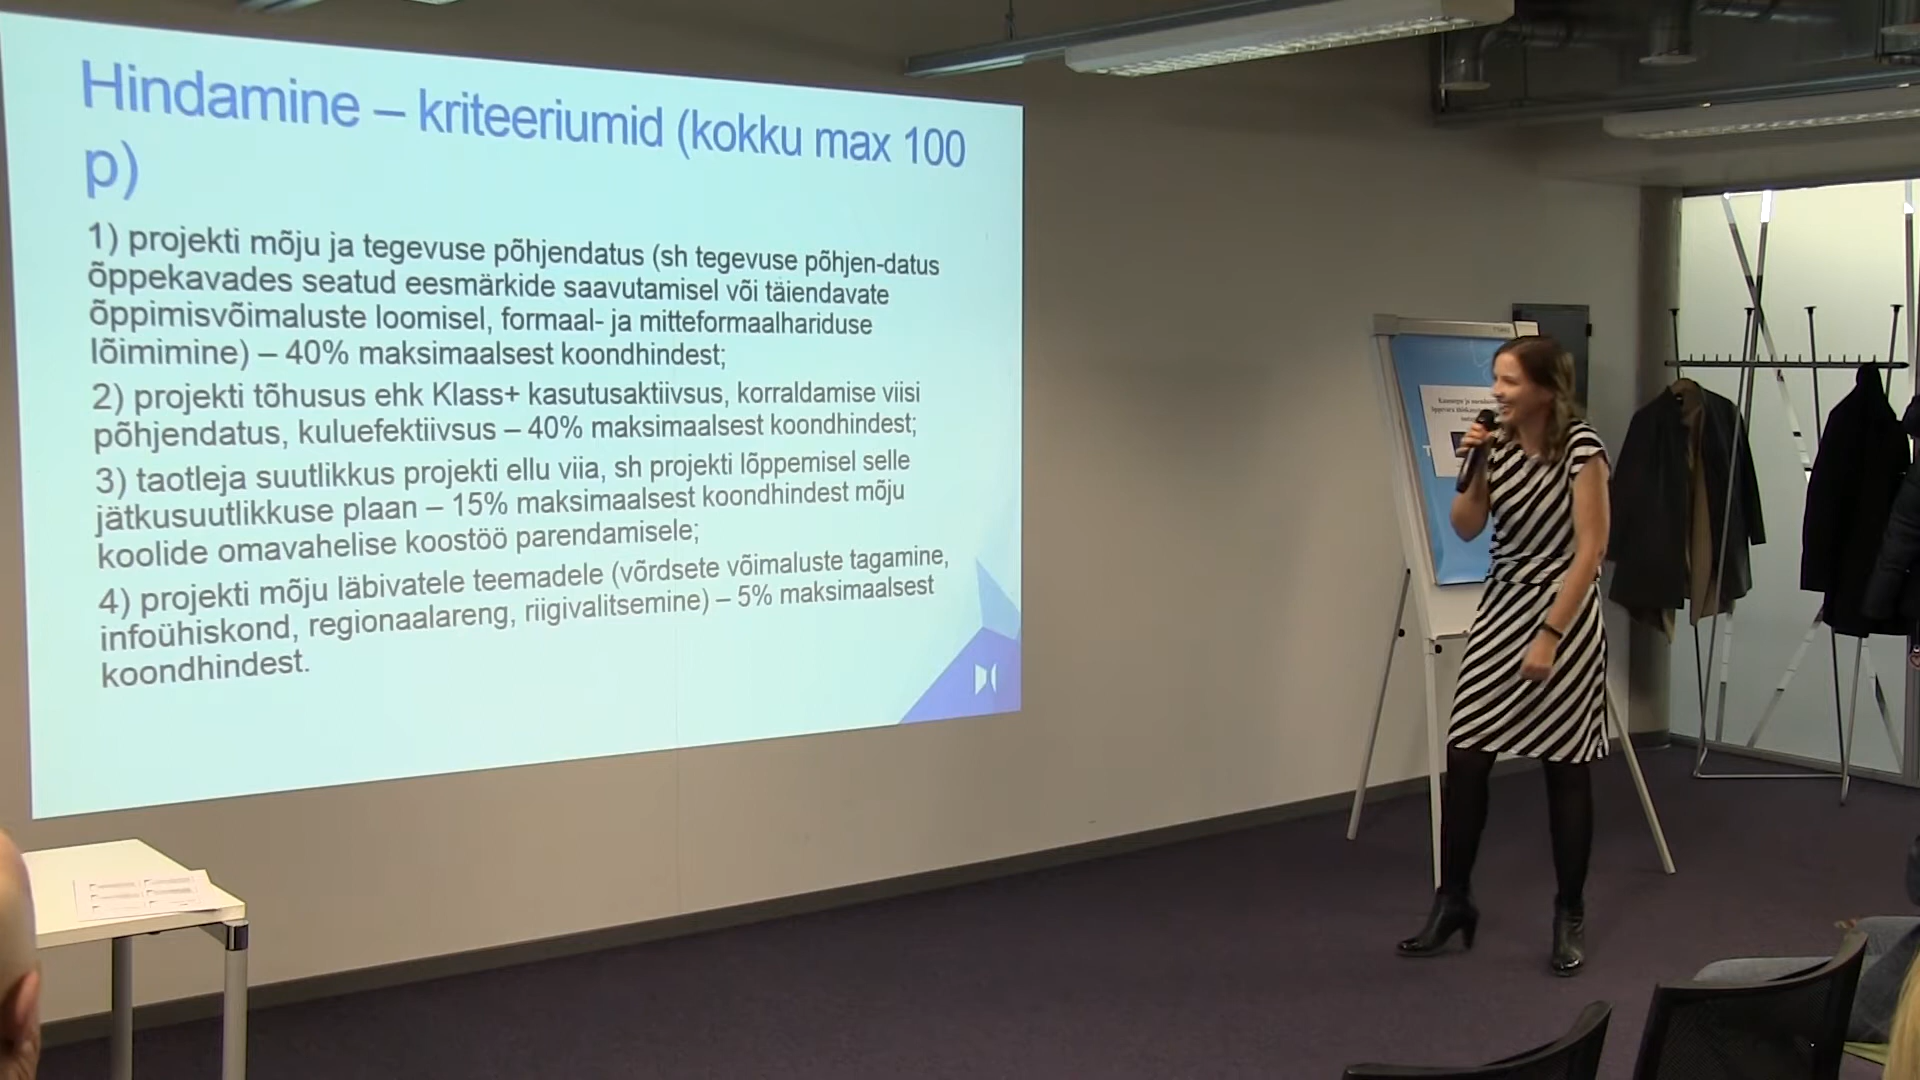 Hindamine – kriteeriumid (kokku max 100
p)
1) projekti mõju ja tegevuse põhjendatus (sh tegevuse põhjen-datus
õppekavades seatud eesmärkide saavutamisel või täiendavate
õppimisvõimaluste loomisel, formaal- ja mitteformaalhariduse
lõimimine) – 40% maksimaalsest koondhindest;
2) projekti tõhusus ehk Klass+ kasutusaktiivsus, korraldamise viisi
põhjendatus, kuluefektiivsus – 40% maksimaalsest koondhindest;
3) taotleja suutlikkus projekti ellu viia, sh projekti lõppemisel selle
jätkusuutlikkuse plaan – 15% maksimaalsest koondhindest mõju
koolide omavahelise koostöö parendamisele;
4) projekti mõju läbivatele teemadele (võrdsete võimaluste tagamine,
infoühiskond, regionaalareng, riigivalitsemine) – 5% maksimaalsest
koondhindest.